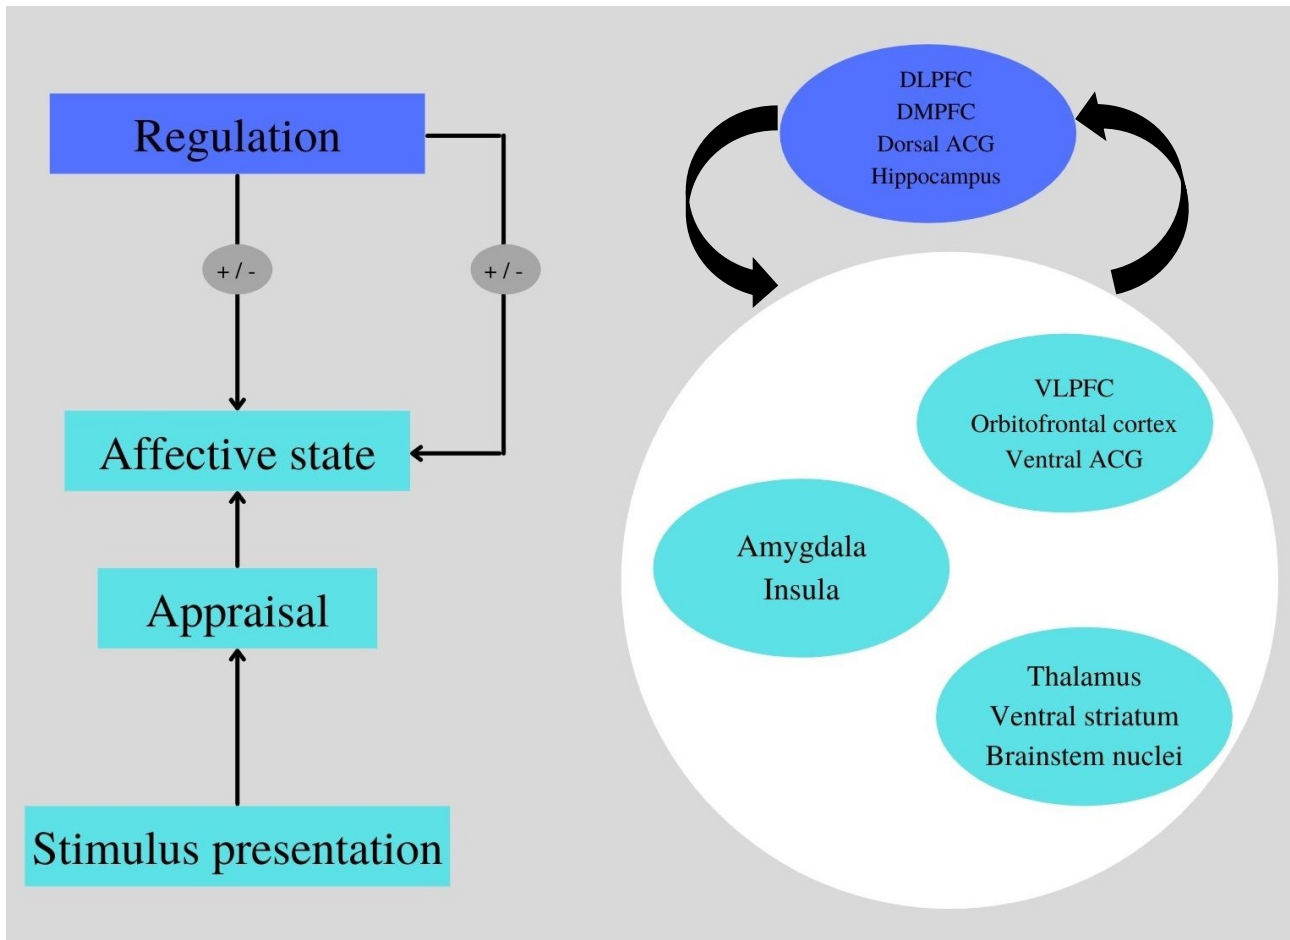 Regulation
+ / -
+ / -
Affective state
Appraisal
Stimulus presentation
DLPFC
DMPFC
Dorsal ACG
Hippocampus
VLPFC
Orbitofrontal cortex
Ventral ACG
Amygdala
Insula
Thalamus
Ventral striatum
Brainstem nuclei